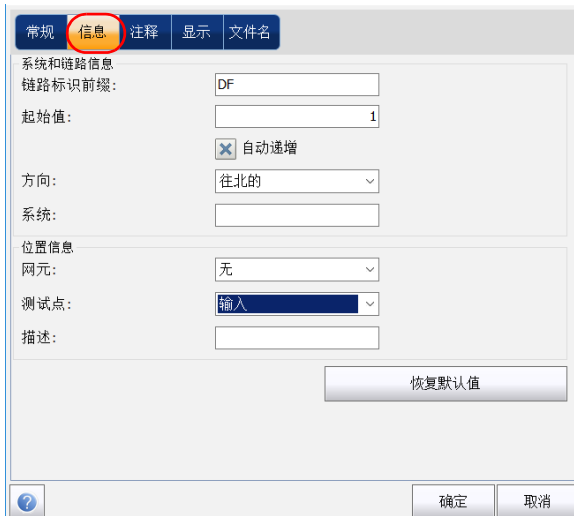 常规 信息 注释 显示 文件名
系统和链路信息
链路标识前缀: DF
起始值: 1
自动递增
方向: 往北的
系统:
位置信息
网元: 无
测试点: 输入
描述:
恢复默认值
? 确定 取消